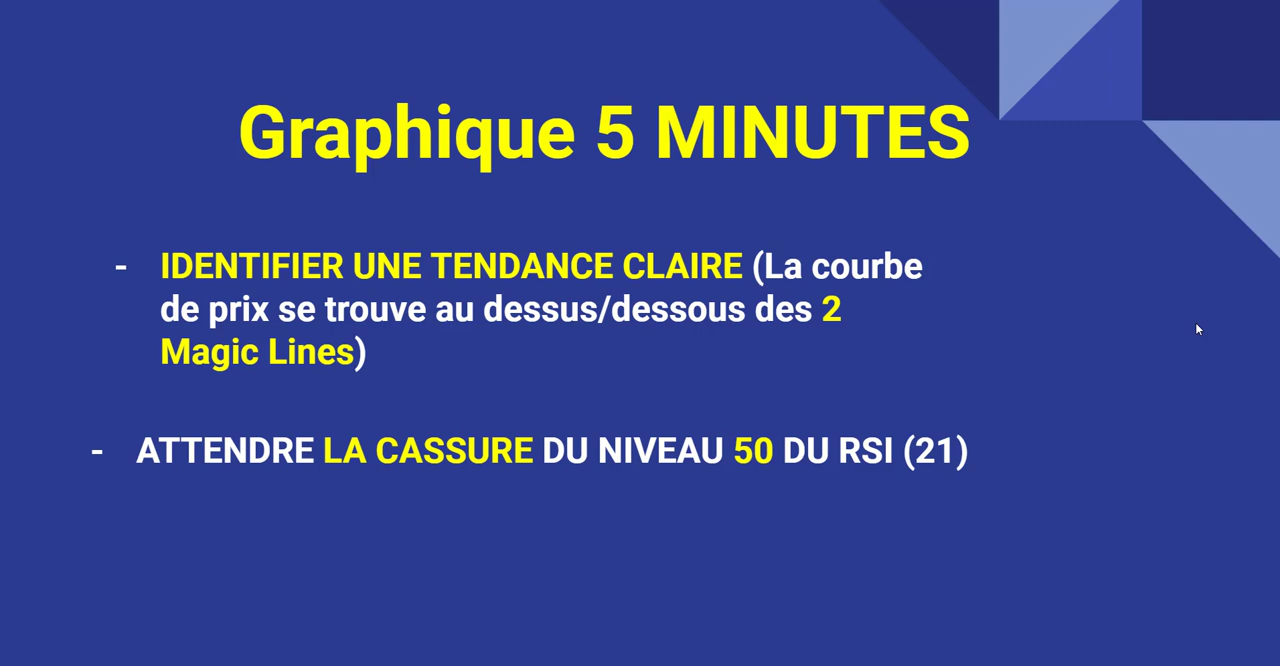 Graphique 5 MINUTES
- IDENTIFIER UNE TENDANCE CLAIRE (La courbe
de prix se trouve au dessus/dessous des 2
Magic Lines)
- ATTENDRE LA CASSURE DU NIVEAU 50 DU RSI (21)